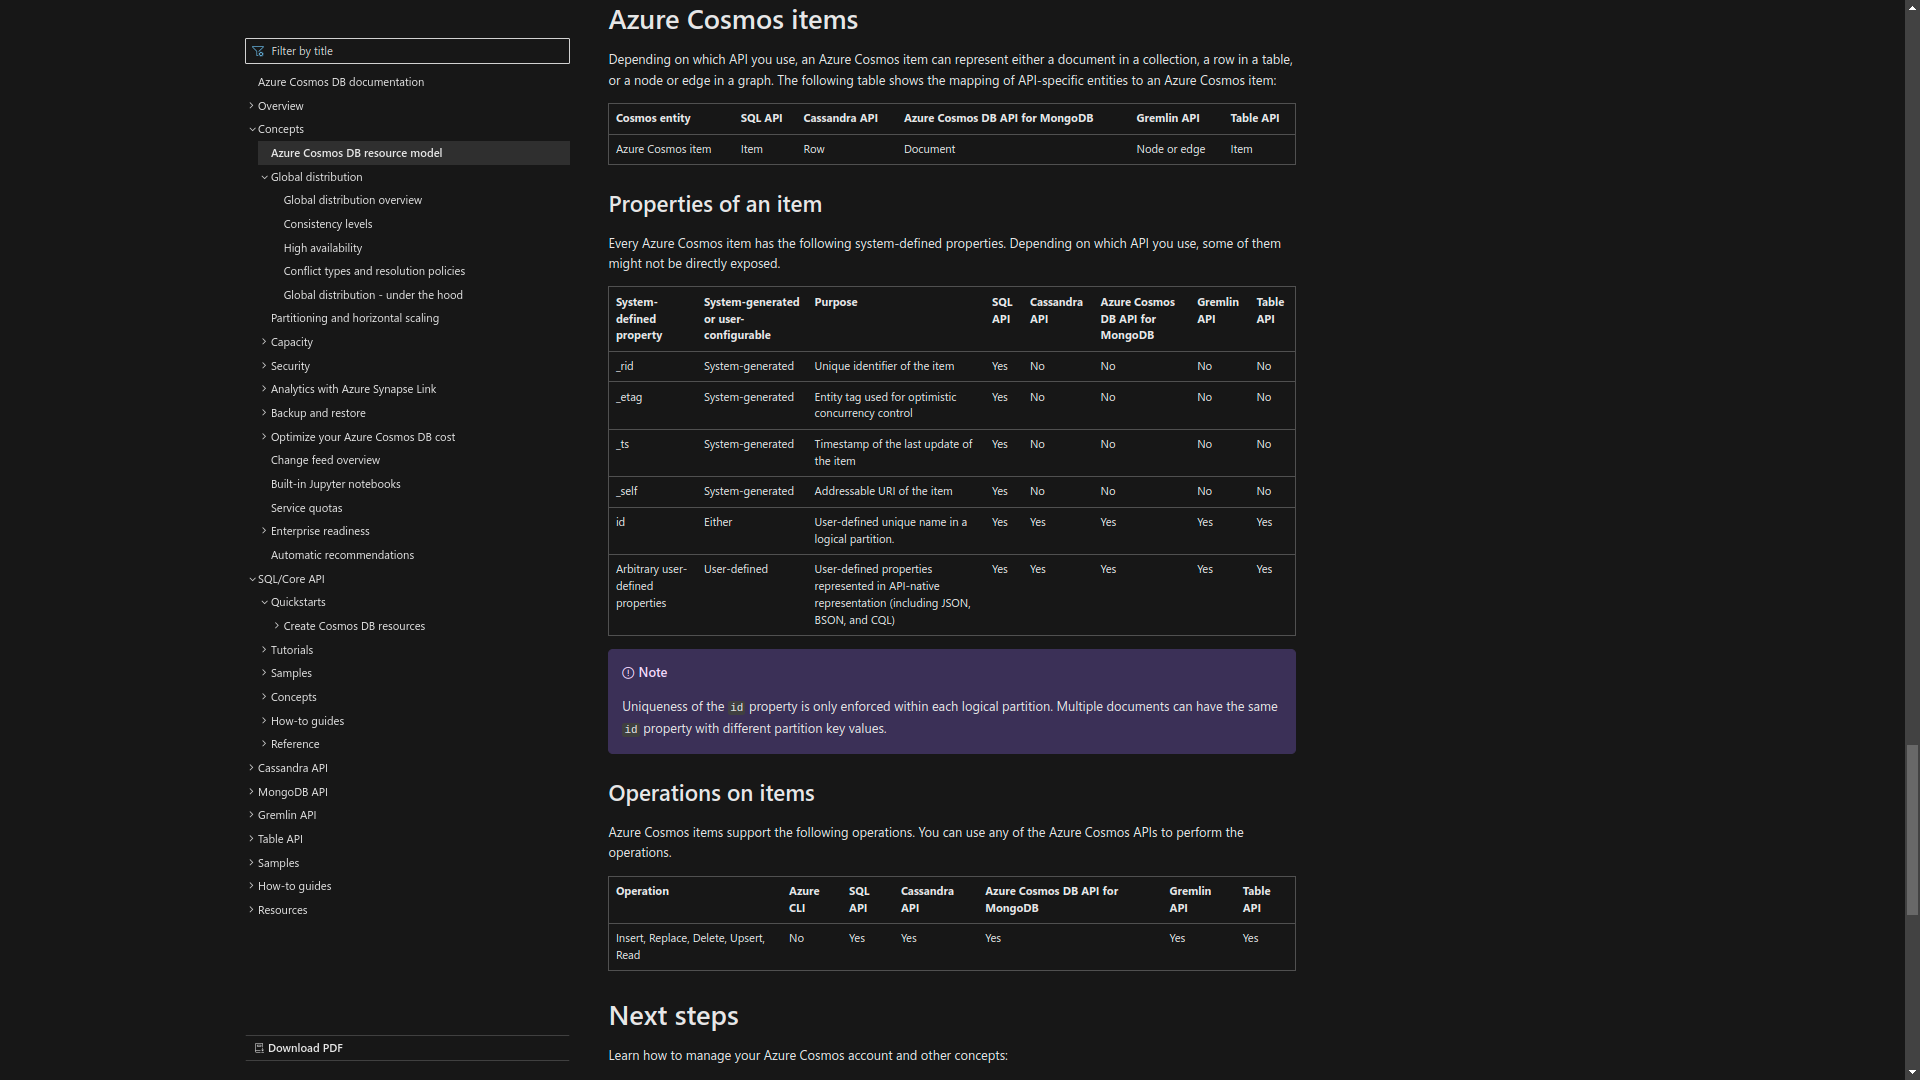 Filter by title
Azure Cosmos DB documentation
Overview
Concepts
Azure Cosmos DB resource model
Global distribution
Global distribution overview
Consistency levels
High availability
Conflict types and resolution policies
Global distribution - under the hood
Partitioning and horizontal scaling
Capacity
Security
Analytics with Azure Synapse Link
Backup and restore
Optimize your Azure Cosmos DB cost
Change feed overview
Built-in Jupyter notebooks
Service quotas
Enterprise readiness
Automatic recommendations
SQL/Core API
Quickstarts
Create Cosmos DB resources
Tutorials
Samples
Concepts
How-to guides
Reference
Cassandra API
MongoDB API
Gremlin API
Table API
Samples
How-to guides
Resources
Download PDF
Azure Cosmos items
Depending on which API you use, an Azure Cosmos item can represent either a document in a collection, a row in a table,
or a node or edge in a graph. The following table shows the mapping of API-specific entities to an Azure Cosmos item:
Cosmos entity SQL API Cassandra API Azure Cosmos DB API for MongoDB Gremlin API Table API
Azure Cosmos item Item Row Document Node or edge Item
Properties of an item
Every Azure Cosmos item has the following system-defined properties. Depending on which API you use, some of them
might not be directly exposed.
System- System-generated Purpose SQL Cassandra Azure Cosmos Gremlin Table
defined or user- API API DB API for API API
property configurable MongoDB
_rid System-generated Unique identifier of the item Yes No No No No
_etag System-generated Entity tag used for optimistic Yes No No No No
concurrency control
_ts System-generated Timestamp of the last update of Yes No No No No
the item
_self System-generated Addressable URI of the item Yes No No No No
id Either User-defined unique name in a Yes Yes Yes Yes Yes
logical partition.
Arbitrary user- User-defined User-defined properties Yes Yes Yes Yes Yes
defined represented in API-native
properties representation (including JSON,
BSON, and CQL)
Note
Uniqueness of the id property is only enforced within each logical partition. Multiple documents can have the same
id property with different partition key values.
Operations on items
Azure Cosmos items support the following operations. You can use any of the Azure Cosmos APIs to perform the
operations.
Operation Azure SQL Cassandra Azure Cosmos DB API for Gremlin Table
CLI API API MongoDB API API
Insert, Replace, Delete, Upsert, No Yes Yes Yes Yes Yes
Read
Next steps
Learn how to manage your Azure Cosmos account and other concepts: